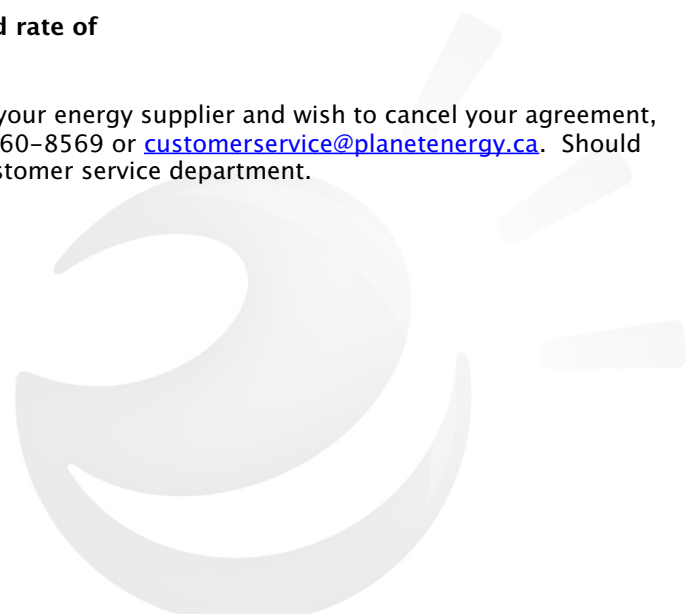 d rate of
your energy supplier and wish to cancel your agreement,
60-8569 or customerservice@planetenergy.ca. Should
stomer service department.